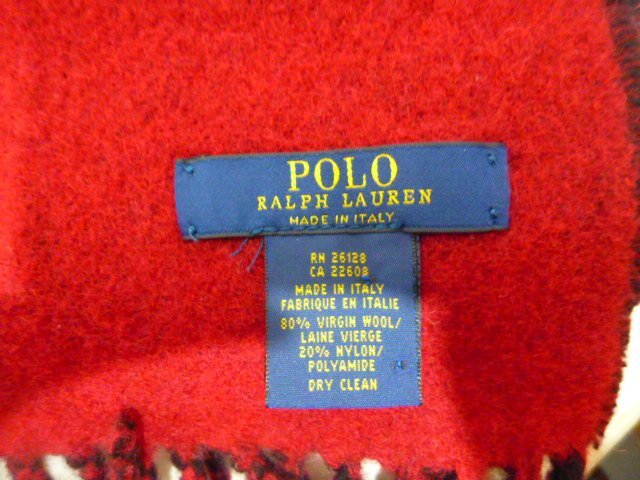 POLO
RALPH LAUREN
MADE IN ITALY
RN 26128
CA 22608
MADE IN ITALY
FABRIQUE EN ITALIE
80% VIRGIN WOOL/
LAINE VIERGE
20% NYLON/
POLYAMIDE
DRY CLEAN